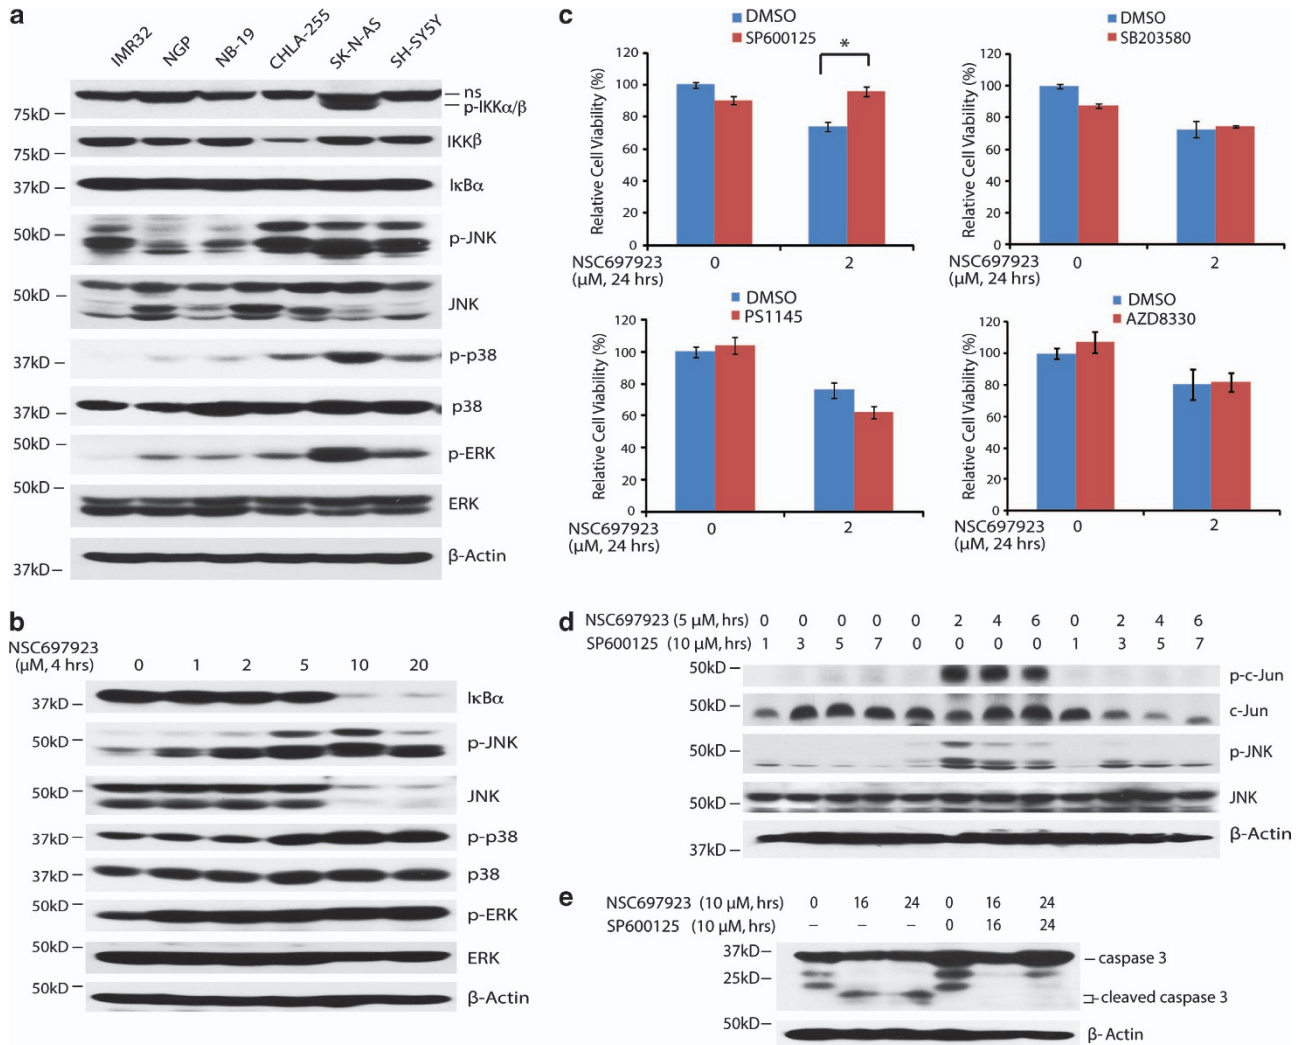 a
IMR32 NGP NB-19 CHLA-255 SK-N-AS SH-SY5Y
ns
p-IKKα/β
75kD
IKKβ
75kD
37kD IκBα
50kD p-JNK
50kD JNK
37kD p-p38
37kD p38
50kD p-ERK
50kD ERK
β-Actin
37kD
b
NSC697923
(μM, 4 hrs) 0 1 2 5 10 20
37kD IκBα
50kD p-JNK
50kD JNK
37kD p-p38
37kD p38
50kD p-ERK
50kD ERK
50kD β-Actin
c
DMSO
SP600125
Relative Cell Viability (%)
120
100
80
60
40
20
0
*
NSC697923 0 2
(μM, 24 hrs)
DMSO
SB203580
Relative Cell Viability (%)
120
100
80
60
40
20
0
NSC697923 0 2
(μM, 24 hrs)
DMSO
PS1145
Relative Cell Viability (%)
120
100
80
60
40
20
0
NSC697923 0 2
(μM, 24 hrs)
DMSO
AZD8330
Relative Cell Viability (%)
120
100
80
60
40
20
0
NSC697923 0 2
(μM, 24 hrs)
d
NSC697923 (5 μM, hrs) 0 0 0 0 0 2 4 6 0 2 4 6
SP600125 (10 μM, hrs) 1 3 5 7 0 0 0 0 1 3 5 7
50kD p-c-Jun
50kD c-Jun
50kD p-JNK
50kD JNK
β-Actin
37kD
e
NSC697923 (10 μM, hrs) 0 16 24 0 16 24
SP600125 (10 μM, hrs) – – – 0 16 24
37kD caspase 3
25kD
cleaved caspase 3
50kD
β- Actin